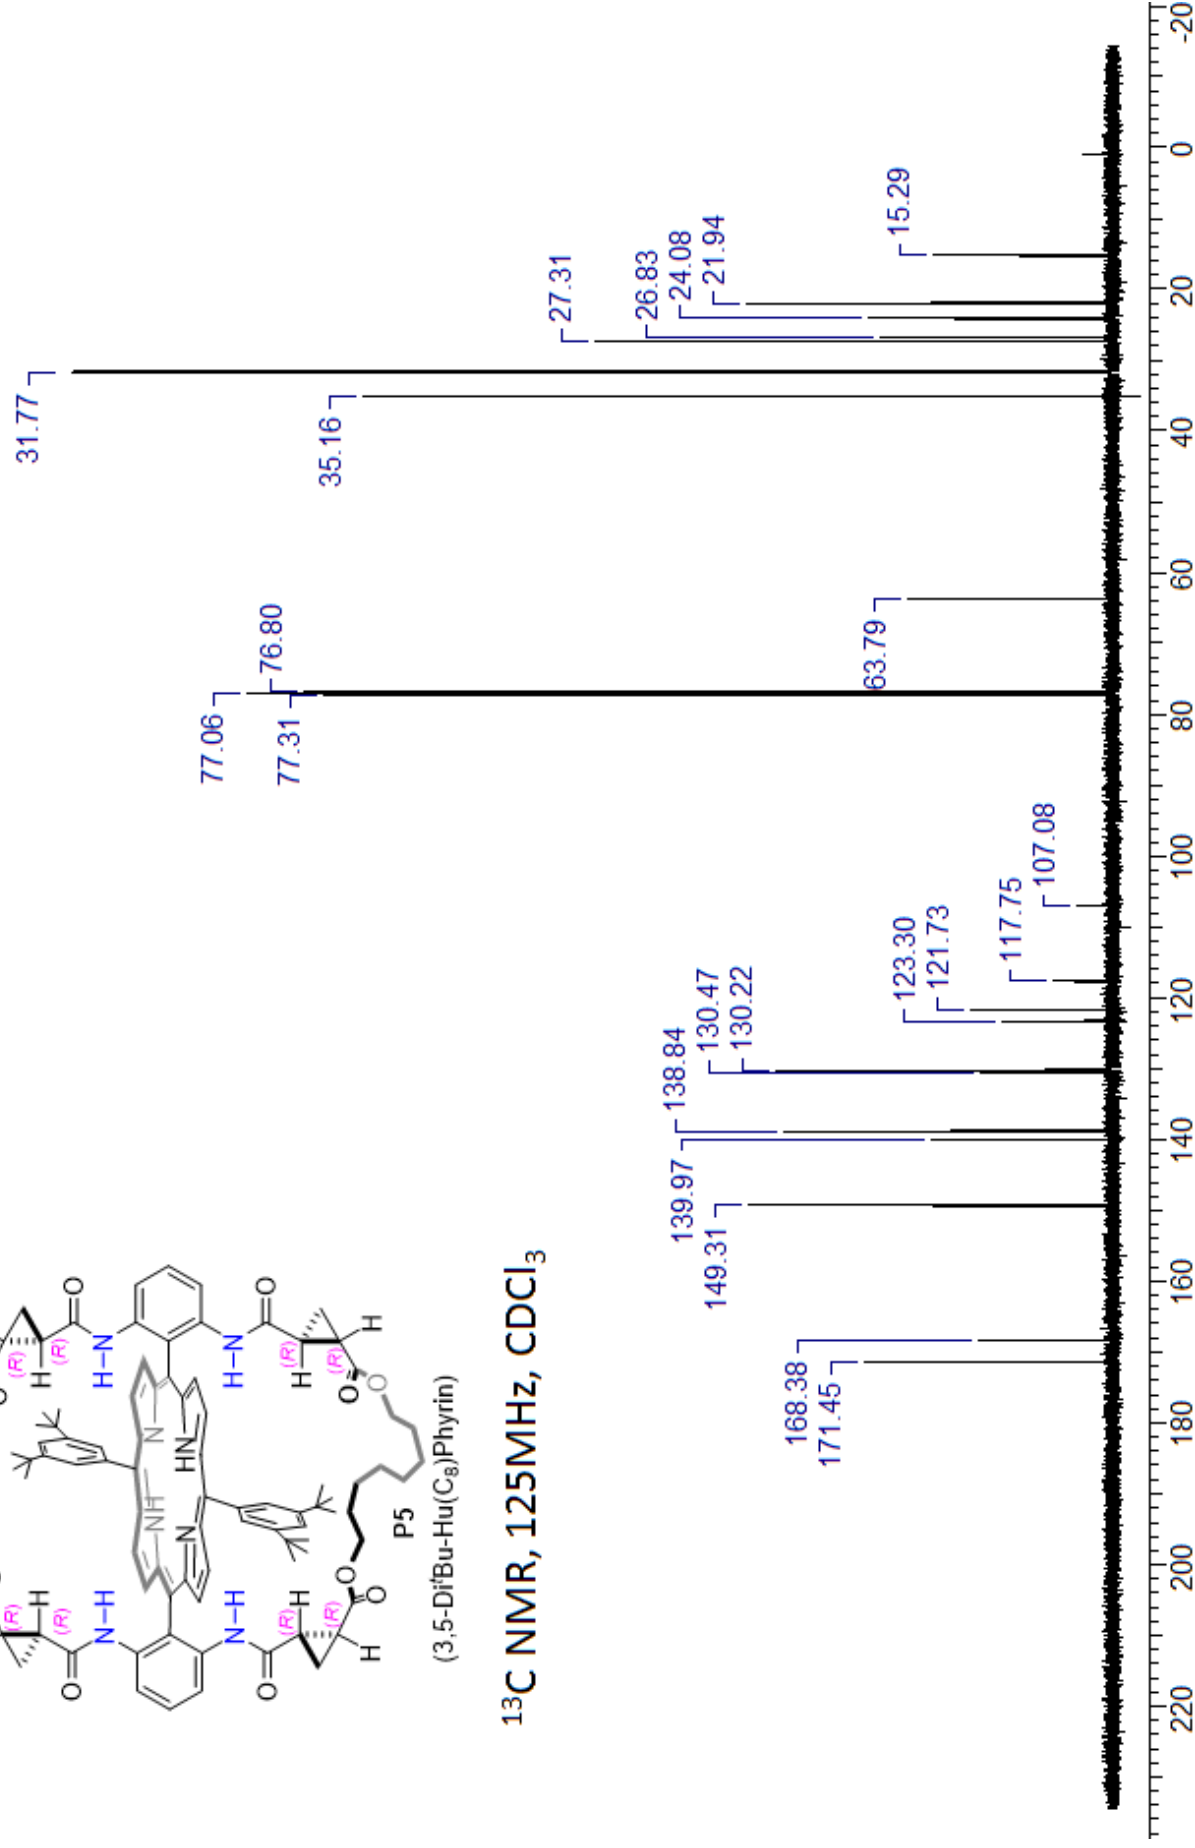 (R)
(R)
(R)
(R)
H
H
O
O
H–N
N–H
N
NH
HN
N
H–N
N–H
O
O
(R)
(R)
(R)
(R)
H
H
H
H
O
O
O
O
P5
(3,5-DiᵗBu-Hu(C₈)Phyrin)
¹³C NMR, 125MHz, CDCl₃
171.45
168.38
149.31
139.97
138.84
130.47
130.22
123.30
121.73
117.75
107.08
77.31
77.06
76.80
63.79
35.16
31.77
27.31
26.83
24.08
21.94
15.29
220
200
180
160
140
120
100
80
60
40
20
0
-20